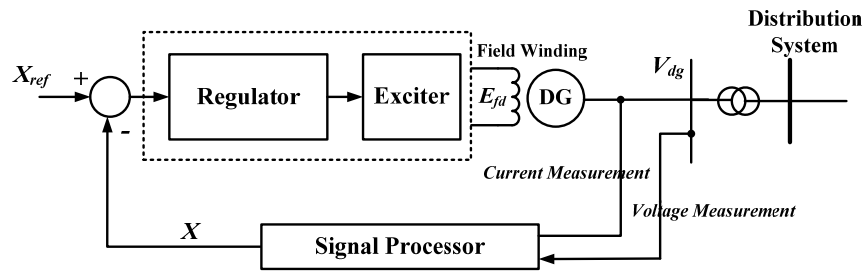 Distribution
System
Field Winding
V_dg
X_ref
+
-
Regulator
Exciter
E_fd
DG
Current Measurement
Voltage Measurement
X
Signal Processor